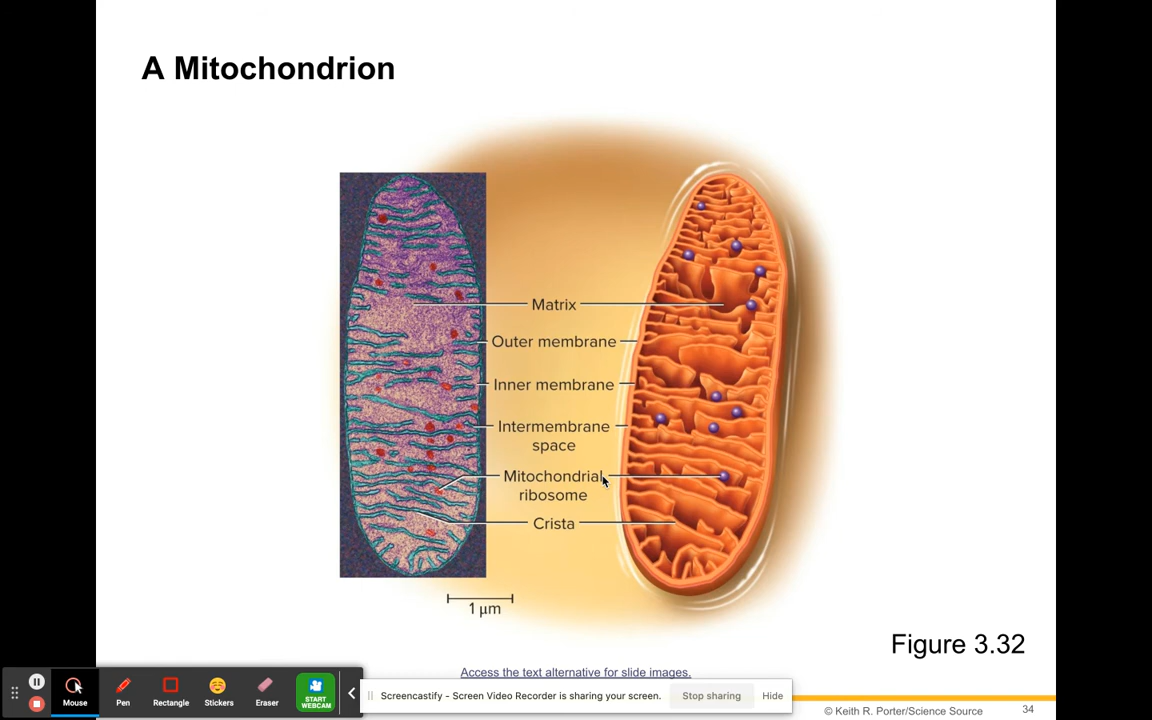 A Mitochondrion
Matrix
Outer membrane
Inner membrane
Intermembrane
space
Mitochondrial
ribosome
Crista
1 µm
Figure 3.32
Access the text alternative for slide images.
Mouse
Pen
Rectangle
Stickers
Eraser
START
WEBCAM
Screencastify - Screen Video Recorder is sharing your screen.
Stop sharing
Hide
© Keith R. Porter/Science Source
34